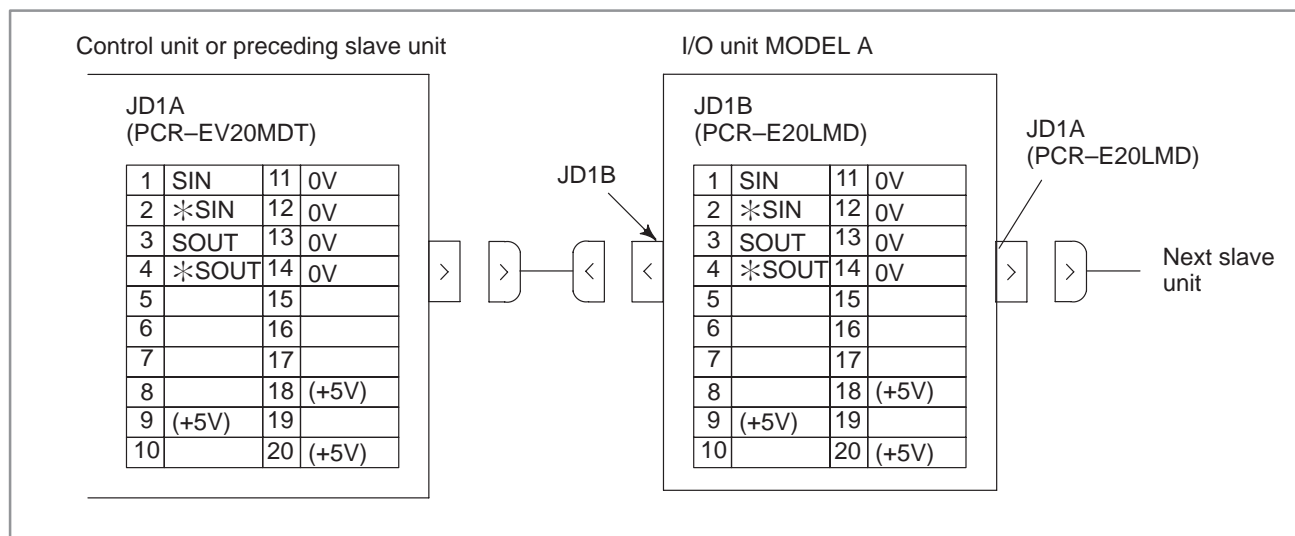 Control unit or preceding slave unit
I/O unit MODEL A
JD1A
(PCR–EV20MDT)
1 SIN 11 0V
2 ✳SIN 12 0V
3 SOUT 13 0V
4 ✳SOUT 14 0V
5 15
6 16
7 17
8 18 (+5V)
9 (+5V) 19
10 20 (+5V)
JD1B
JD1B
(PCR–E20LMD)
1 SIN 11 0V
2 ✳SIN 12 0V
3 SOUT 13 0V
4 ✳SOUT 14 0V
5 15
6 16
7 17
8 18 (+5V)
9 (+5V) 19
10 20 (+5V)
JD1A
(PCR–E20LMD)
Next slave
unit